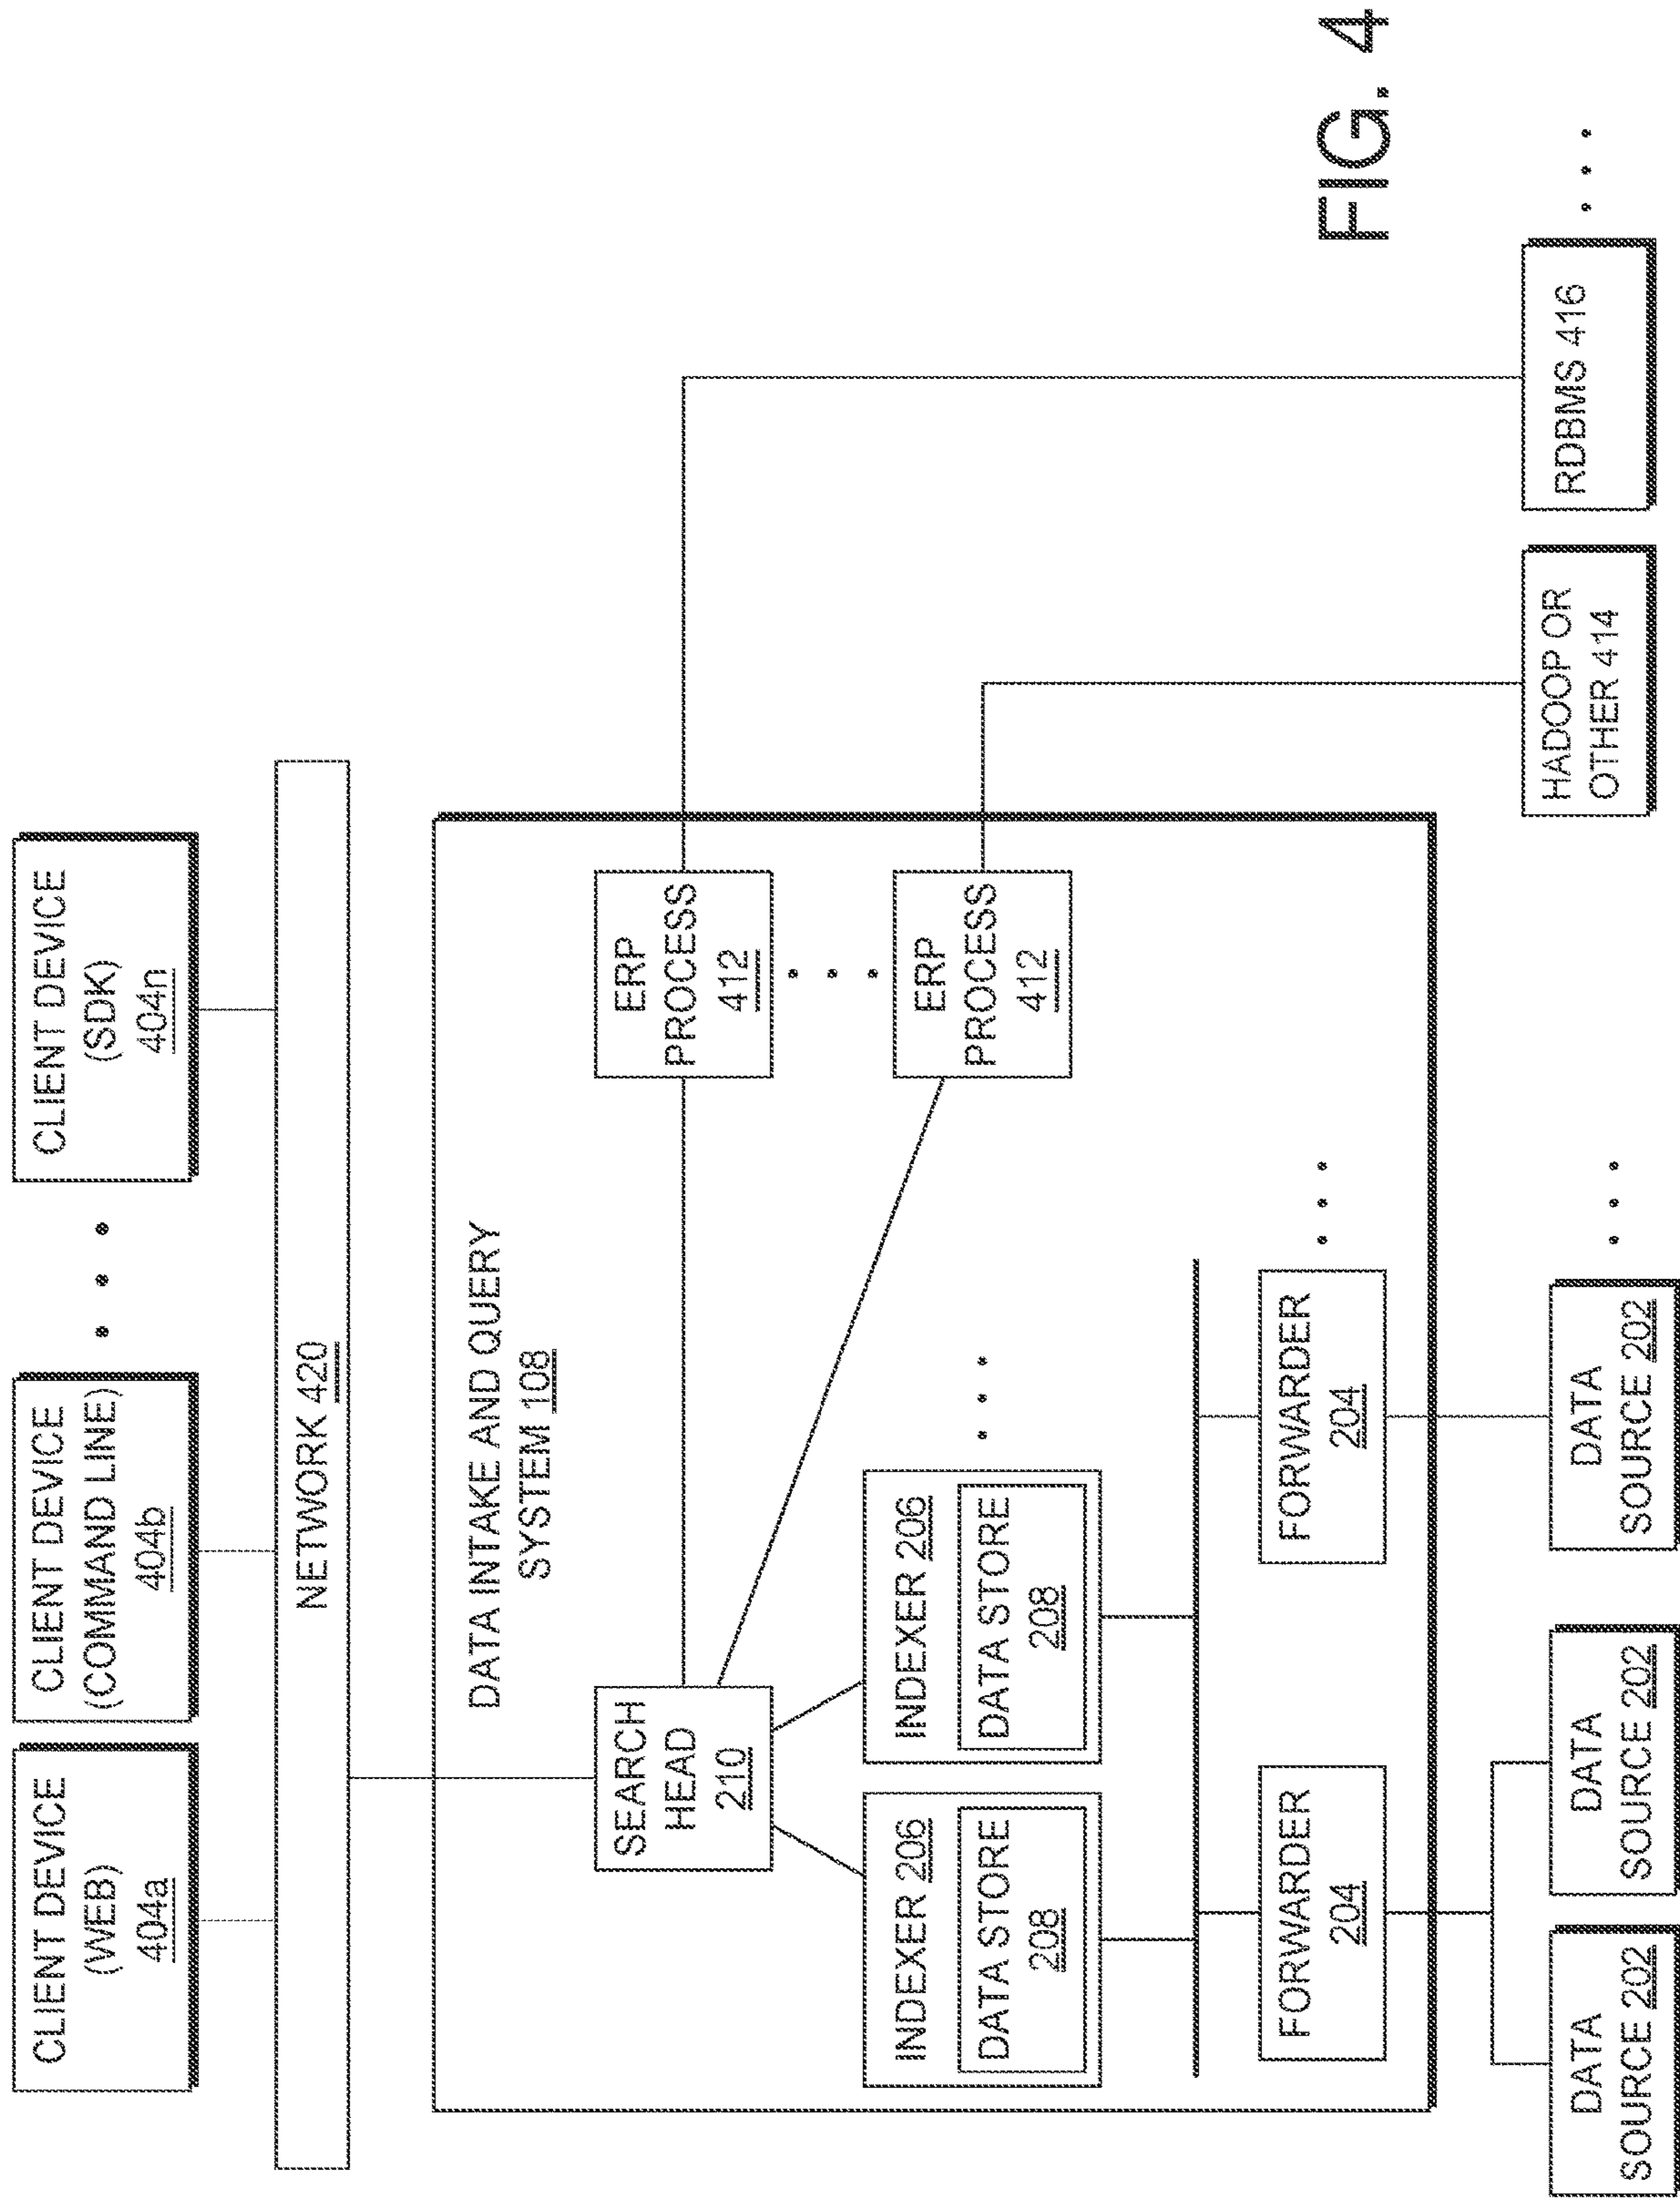 CLIENT DEVICE
(WEB)
404a
CLIENT DEVICE
(COMMAND LINE)
404b
CLIENT DEVICE
(SDK)
404n
NETWORK 420
DATA INTAKE AND QUERY
SYSTEM 108
SEARCH
HEAD
210
ERP
PROCESS
412
INDEXER 206
DATA STORE
208
INDEXER 206
DATA STORE
208
ERP
PROCESS
412
FORWARDER
204
FORWARDER
204
DATA
SOURCE 202
DATA
SOURCE 202
DATA
SOURCE 202
HADOOP OR
OTHER 414
RDBMS 416
FIG. 4